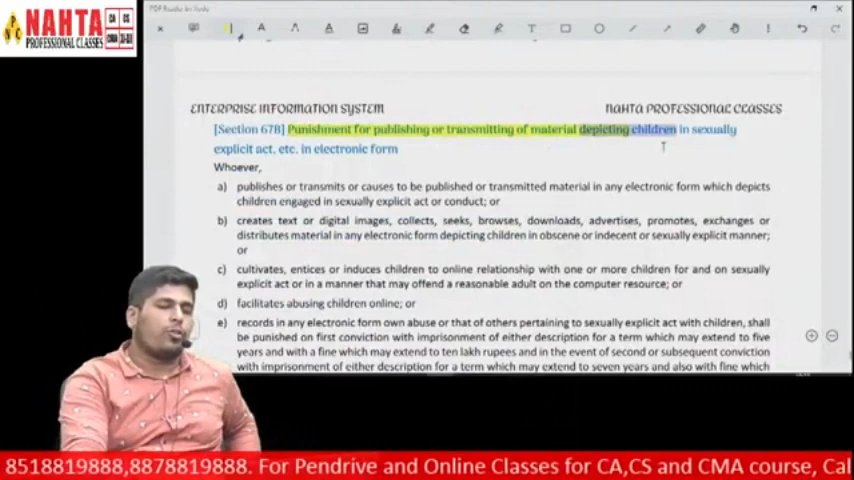 PDF Reader by Xodo
NAHTA
PROFESSIONAL CLASSES
CA CS
CMA XI-XII
ENTERPRISE INFORMATION SYSTEM
NAHTA PROFESSIONAL CLASSES
[Section 67B] Punishment for publishing or transmitting of material depicting children in sexually
explicit act, etc. in electronic form
Whoever,
a) publishes or transmits or causes to be published or transmitted material in any electronic form which depicts
children engaged in sexually explicit act or conduct; or
b) creates text or digital images, collects, seeks, browses, downloads, advertises, promotes, exchanges or
distributes material in any electronic form depicting children in obscene or indecent or sexually explicit manner;
or
c) cultivates, entices or induces children to online relationship with one or more children for and on sexually
explicit act or in a manner that may offend a reasonable adult on the computer resource; or
d) facilitates abusing children online; or
e) records in any electronic form own abuse or that of others pertaining to sexually explicit act with children, shall
be punished on first conviction with imprisonment of either description for a term which may extend to five
years and with a fine which may extend to ten lakh rupees and in the event of second or subsequent conviction
with imprisonment of either description for a term which may extend to seven years and also with fine which
8518819888,8878819888. For Pendrive and Online Classes for CA,CS and CMA course, Cal